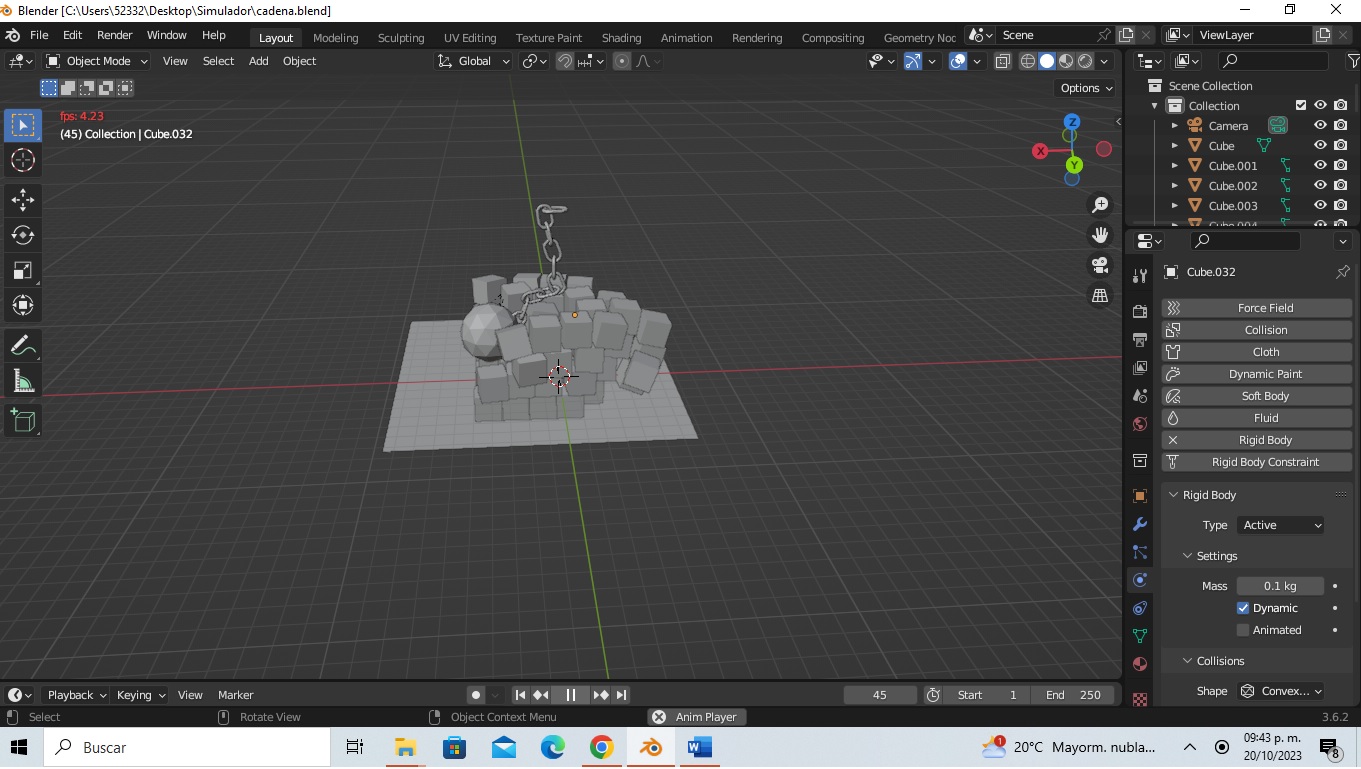 Blender [C:\Users\52332\Desktop\Simulador\cadena.blend]
File Edit Render Window Help Layout Modeling Sculpting UV Editing Texture Paint Shading Animation Rendering Compositing Geometry Noc Scene ViewLayer
Object Mode View Select Add Object Global
Options
fps: 4.23
(45) Collection | Cube.032
Z
X
Y
Scene Collection
Collection
Camera
Cube
Cube.001
Cube.002
Cube.003
Cube.004
Cube.032
Force Field
Collision
Cloth
Dynamic Paint
Soft Body
Fluid
Rigid Body
Rigid Body Constraint
Rigid Body
Type Active
Settings
Mass 0.1 kg
Dynamic
Animated
Collisions
Shape Convex...
Playback Keying View Marker 45 Start 1 End 250
Select Rotate View Object Context Menu Anim Player 3.6.2
Buscar 1 20°C Mayorm. nubla... 09:43 p. m.
20/10/2023 8